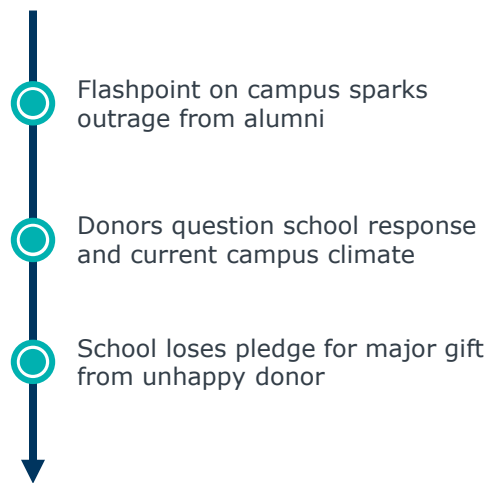 Flashpoint on campus sparks
outrage from alumni
Donors question school response
and current campus climate
School loses pledge for major gift
from unhappy donor